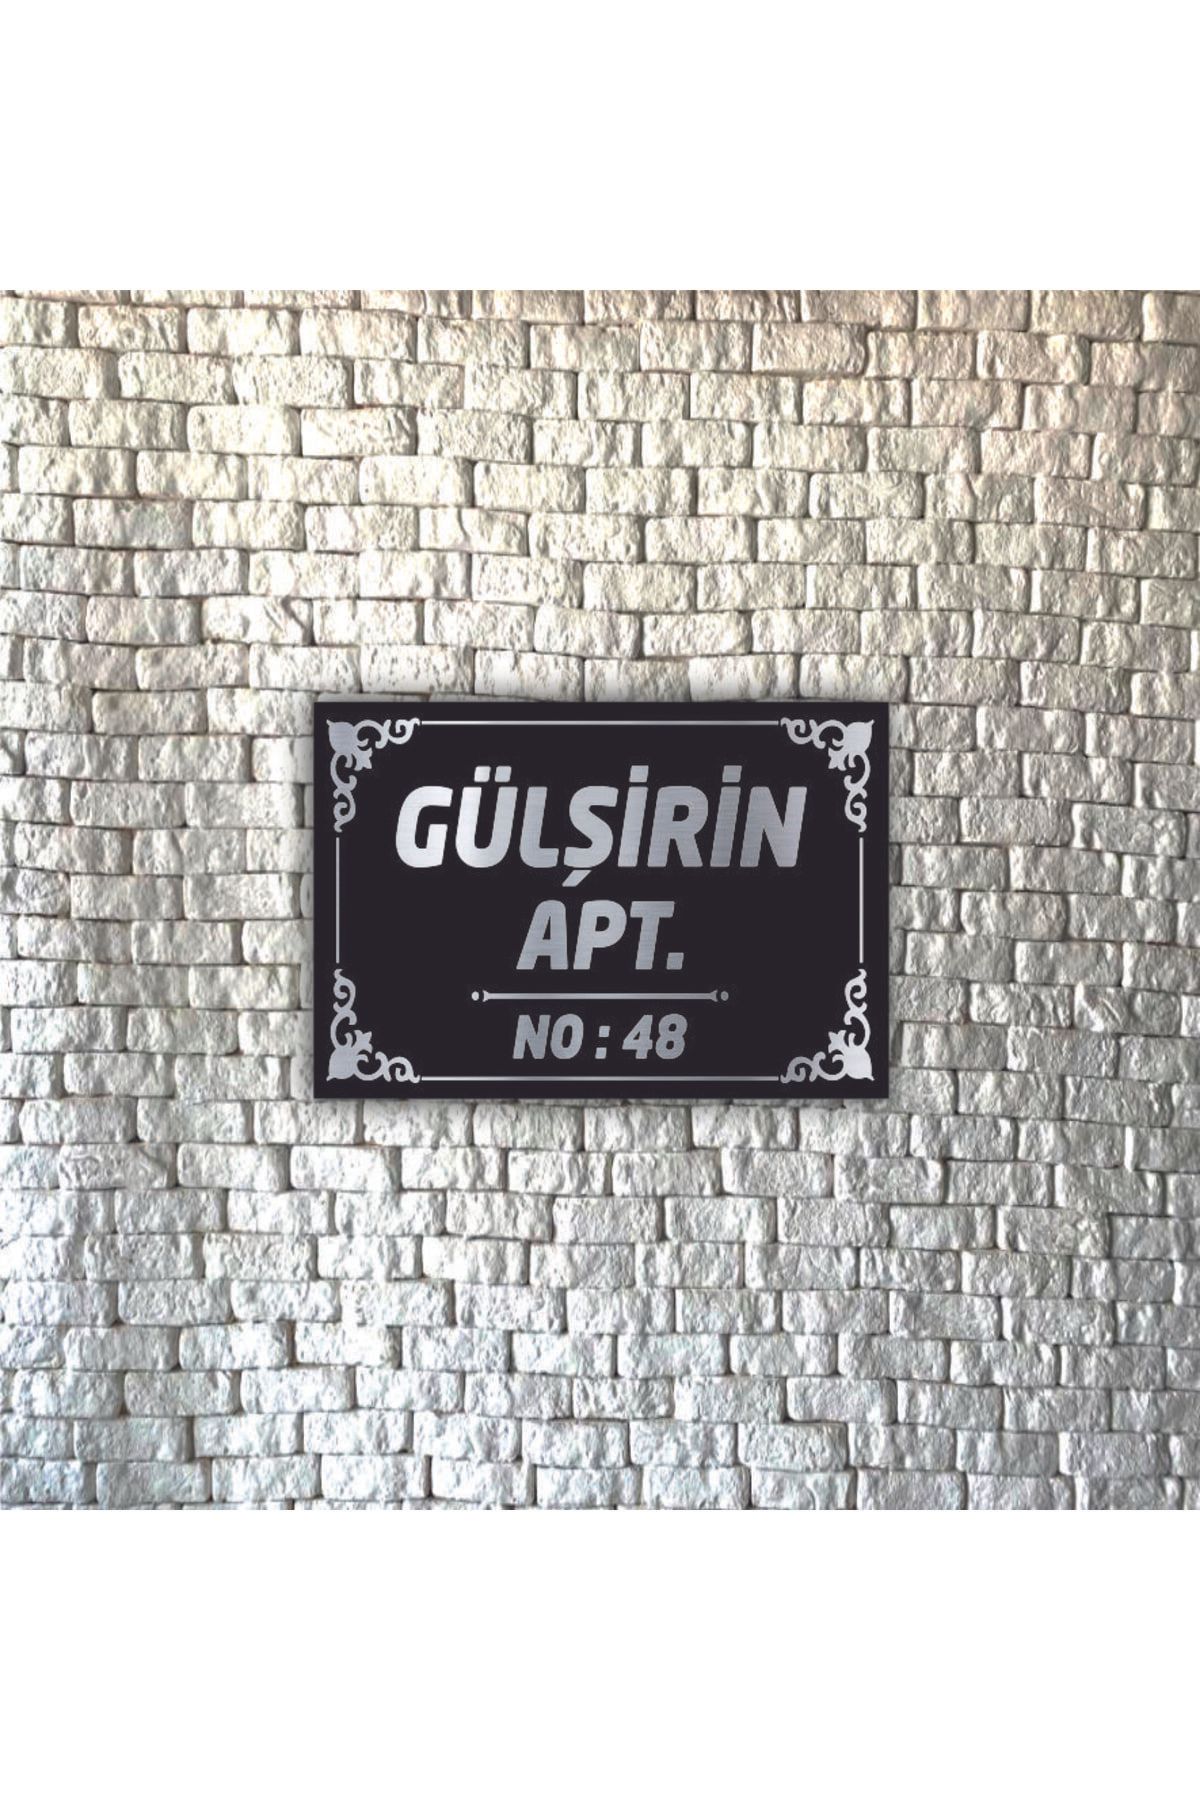 GÜLŞİRİN
APT.
NO : 48